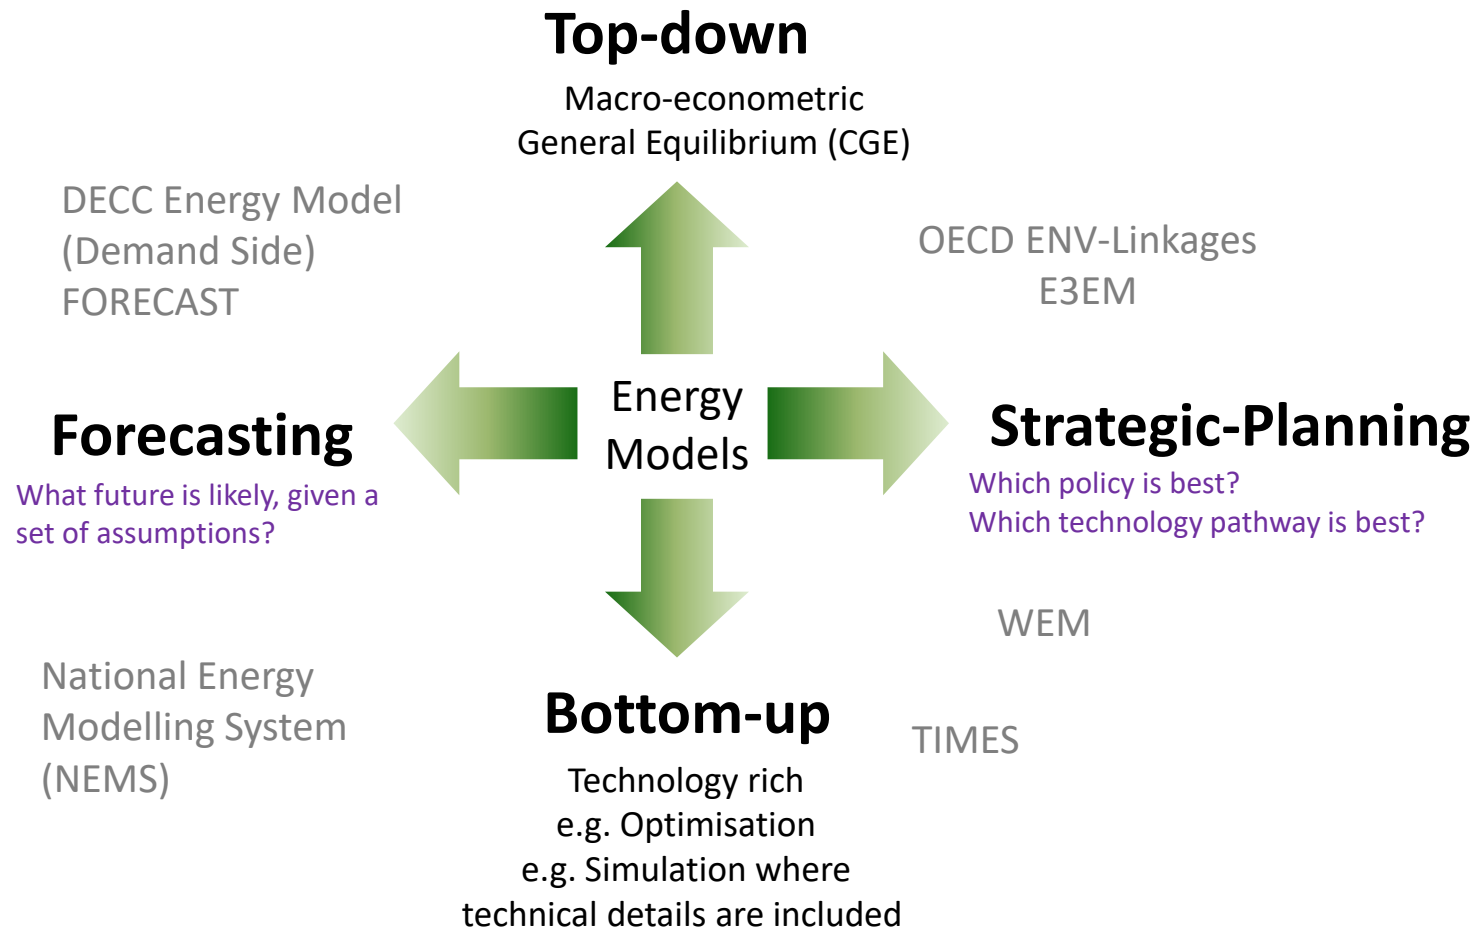 Top-down
Macro-econometric
General Equilibrium (CGE)
DECC Energy Model
(Demand Side)
FORECAST
OECD ENV-Linkages
E3EM
Energy
Models
Forecasting
What future is likely, given a
set of assumptions?
Strategic-Planning
Which policy is best?
Which technology pathway is best?
National Energy
Modelling System
(NEMS)
WEM
TIMES
Bottom-up
Technology rich
e.g. Optimisation
e.g. Simulation where
technical details are included